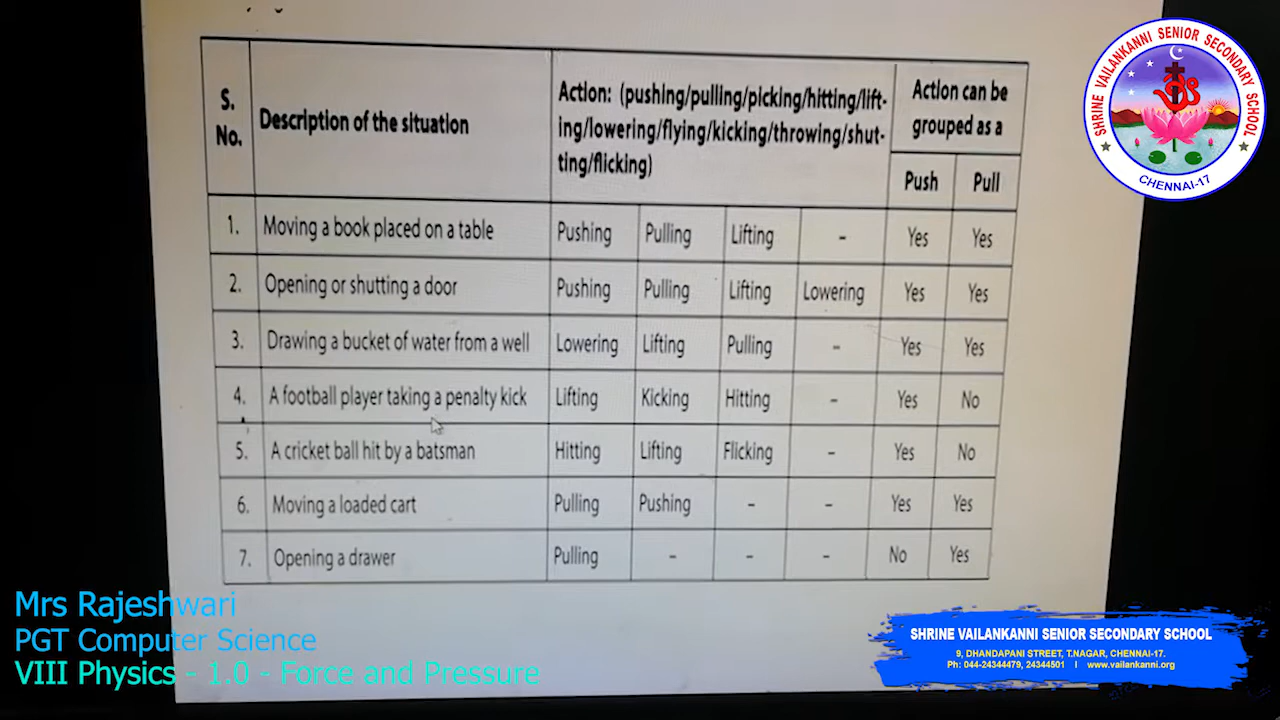 S. No. | Description of the situation | Action: (pushing/pulling/picking/hitting/lift-ing/lowering/flying/kicking/throwing/shut-ting/flicking) | Action can be grouped as a
Push | Pull
1. | Moving a book placed on a table | Pushing | Pulling | Lifting | – | Yes | Yes
2. | Opening or shutting a door | Pushing | Pulling | Lifting | Lowering | Yes | Yes
3. | Drawing a bucket of water from a well | Lowering | Lifting | Pulling | – | Yes | Yes
4. | A football player taking a penalty kick | Lifting | Kicking | Hitting | – | Yes | No
5. | A cricket ball hit by a batsman | Hitting | Lifting | Flicking | – | Yes | No
6. | Moving a loaded cart | Pulling | Pushing | – | – | Yes | Yes
7. | Opening a drawer | Pulling | – | – | – | No | Yes
SHRINE VAILANKANNI SENIOR SECONDARY SCHOOL
CHENNAI-17
Mrs Rajeshwari
PGT Computer Science
VIII Physics - 1.0 - Force and Pressure
SHRINE VAILANKANNI SENIOR SECONDARY SCHOOL
9, DHANDAPANI STREET, T.NAGAR, CHENNAI-17.
Ph: 044-24344479, 24344501 I www.vailankanni.org